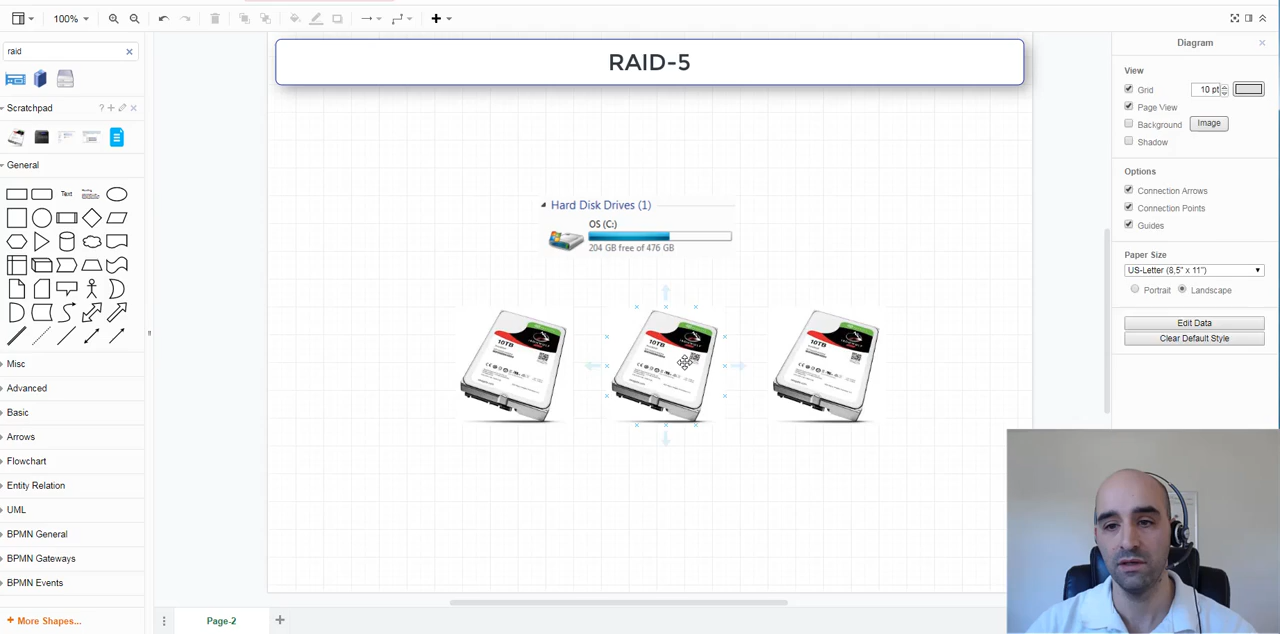 100%
RAID-5
Diagram
raid
View
Grid
10 pt
Page View
Background
Image
Shadow
Scratchpad
?
General
Text
Options
Connection Arrows
Connection Points
Guides
Hard Disk Drives (1)
OS (C:)
204 GB free of 476 GB
Paper Size
US-Letter (8,5" x 11")
Portrait
Landscape
Edit Data
Clear Default Style
10TB
10TB
10TB
Misc
Advanced
Basic
Arrows
Flowchart
Entity Relation
UML
BPMN General
BPMN Gateways
BPMN Events
+ More Shapes...
Page-2